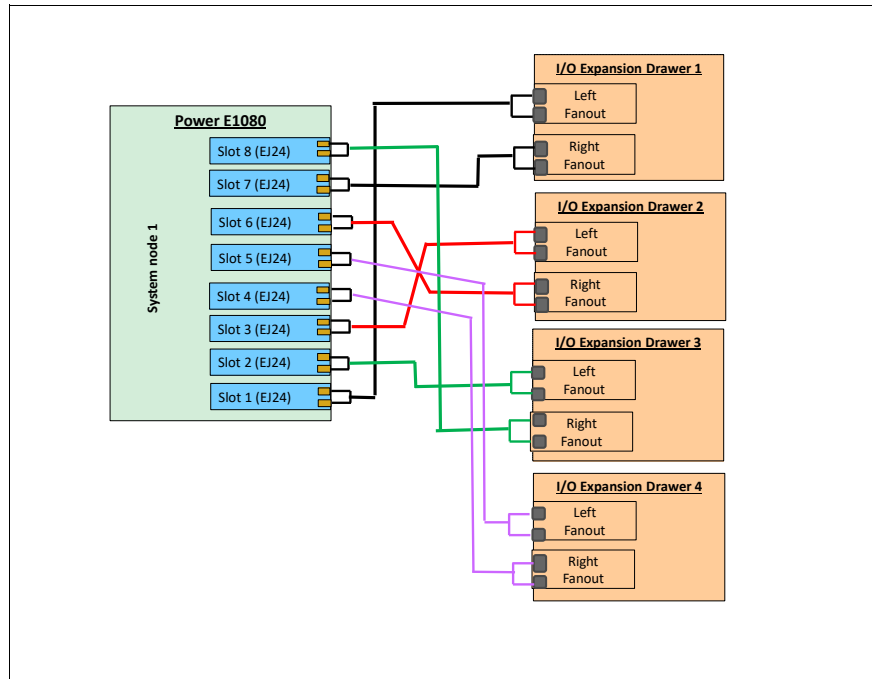 Power E1080
System node 1
Slot 8 (EJ24)
Slot 7 (EJ24)
Slot 6 (EJ24)
Slot 5 (EJ24)
Slot 4 (EJ24)
Slot 3 (EJ24)
Slot 2 (EJ24)
Slot 1 (EJ24)
I/O Expansion Drawer 1
Left
Fanout
Right
Fanout
I/O Expansion Drawer 2
Left
Fanout
Right
Fanout
I/O Expansion Drawer 3
Left
Fanout
Right
Fanout
I/O Expansion Drawer 4
Left
Fanout
Right
Fanout